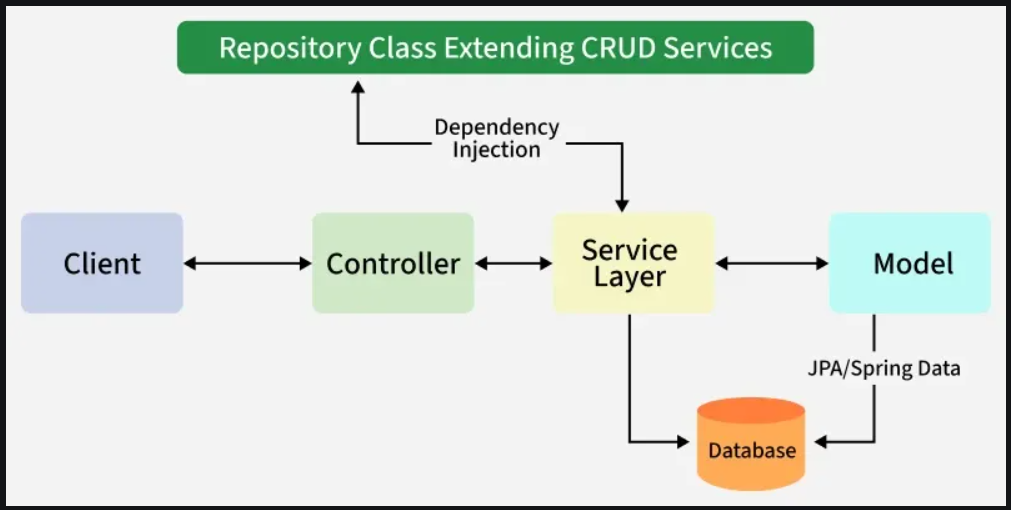 Repository Class Extending CRUD Services
Dependency
Injection
Client
Controller
Service
Layer
Model
JPA/Spring Data
Database